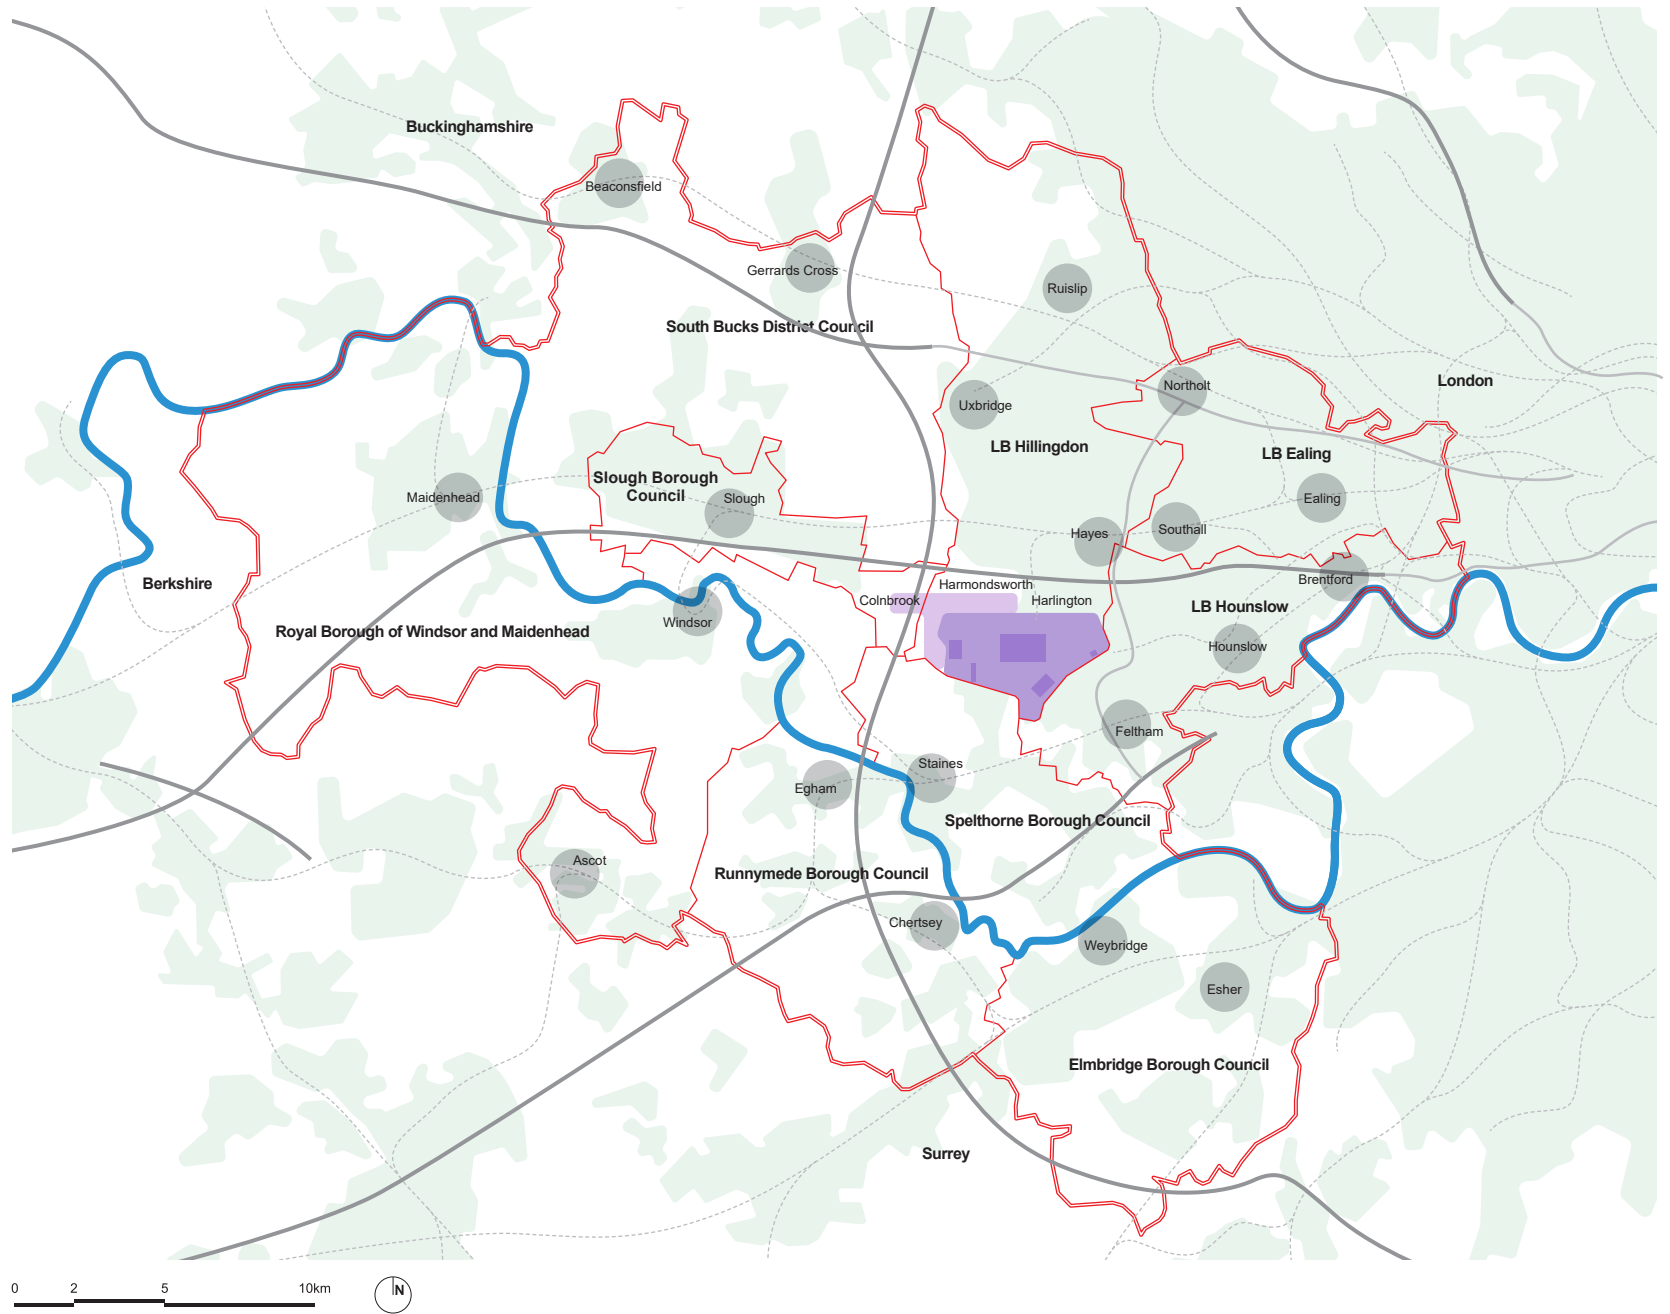 Buckinghamshire
Beaconsfield
Gerrards Cross
Ruislip
South Bucks District Council
London
Northolt
Uxbridge
LB Hillingdon
LB Ealing
Slough Borough
Council
Maidenhead
Slough
Ealing
Hayes
Southall
Berkshire
Harmondsworth
Brentford
Colnbrook
Harlington
LB Hounslow
Windsor
Royal Borough of Windsor and Maidenhead
Hounslow
Feltham
Staines
Egham
Spelthorne Borough Council
Ascot
Runnymede Borough Council
Chertsey
Weybridge
Esher
Elmbridge Borough Council
Surrey
0 2 5 10km
N